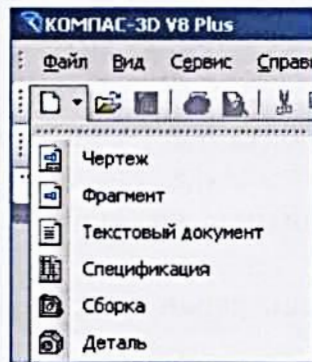 КОМПАС-3D V8 Plus
Файл Вид Сервис
Чертеж
Фрагмент
Текстовый документ
Спецификация
Сборка
Деталь